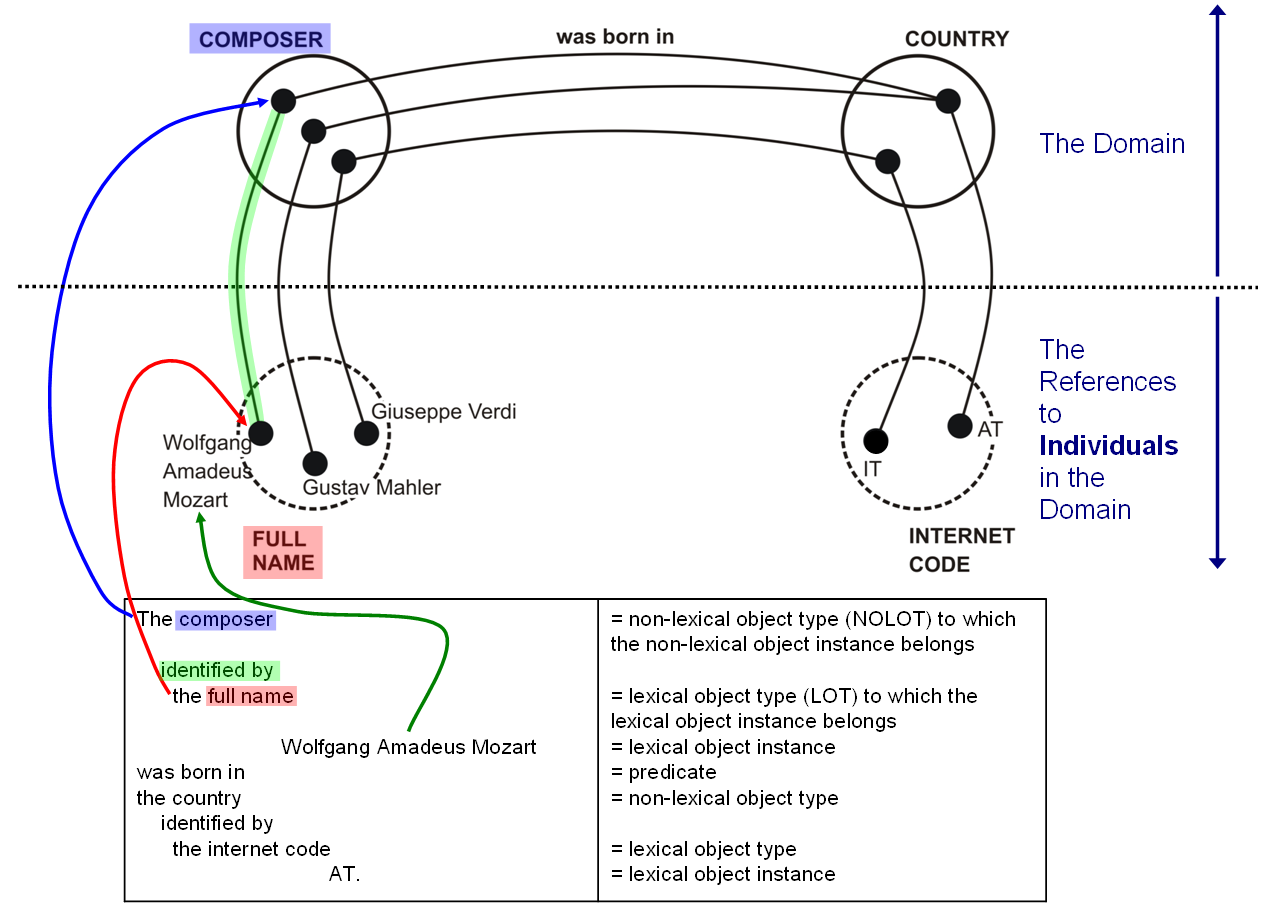 COMPOSER
was born in
COUNTRY
The Domain
The
References
to
Individuals
in the
Domain
Giuseppe Verdi
Wolfgang
Amadeus
Mozart
Gustav Mahler
AT
IT
FULL
NAME
INTERNET
CODE
The composer
= non-lexical object type (NOLOT) to which
the non-lexical object instance belongs
identified by
the full name
= lexical object type (LOT) to which the
lexical object instance belongs
Wolfgang Amadeus Mozart
= lexical object instance
was born in
= predicate
the country
= non-lexical object type
identified by
the internet code
= lexical object type
AT.
= lexical object instance